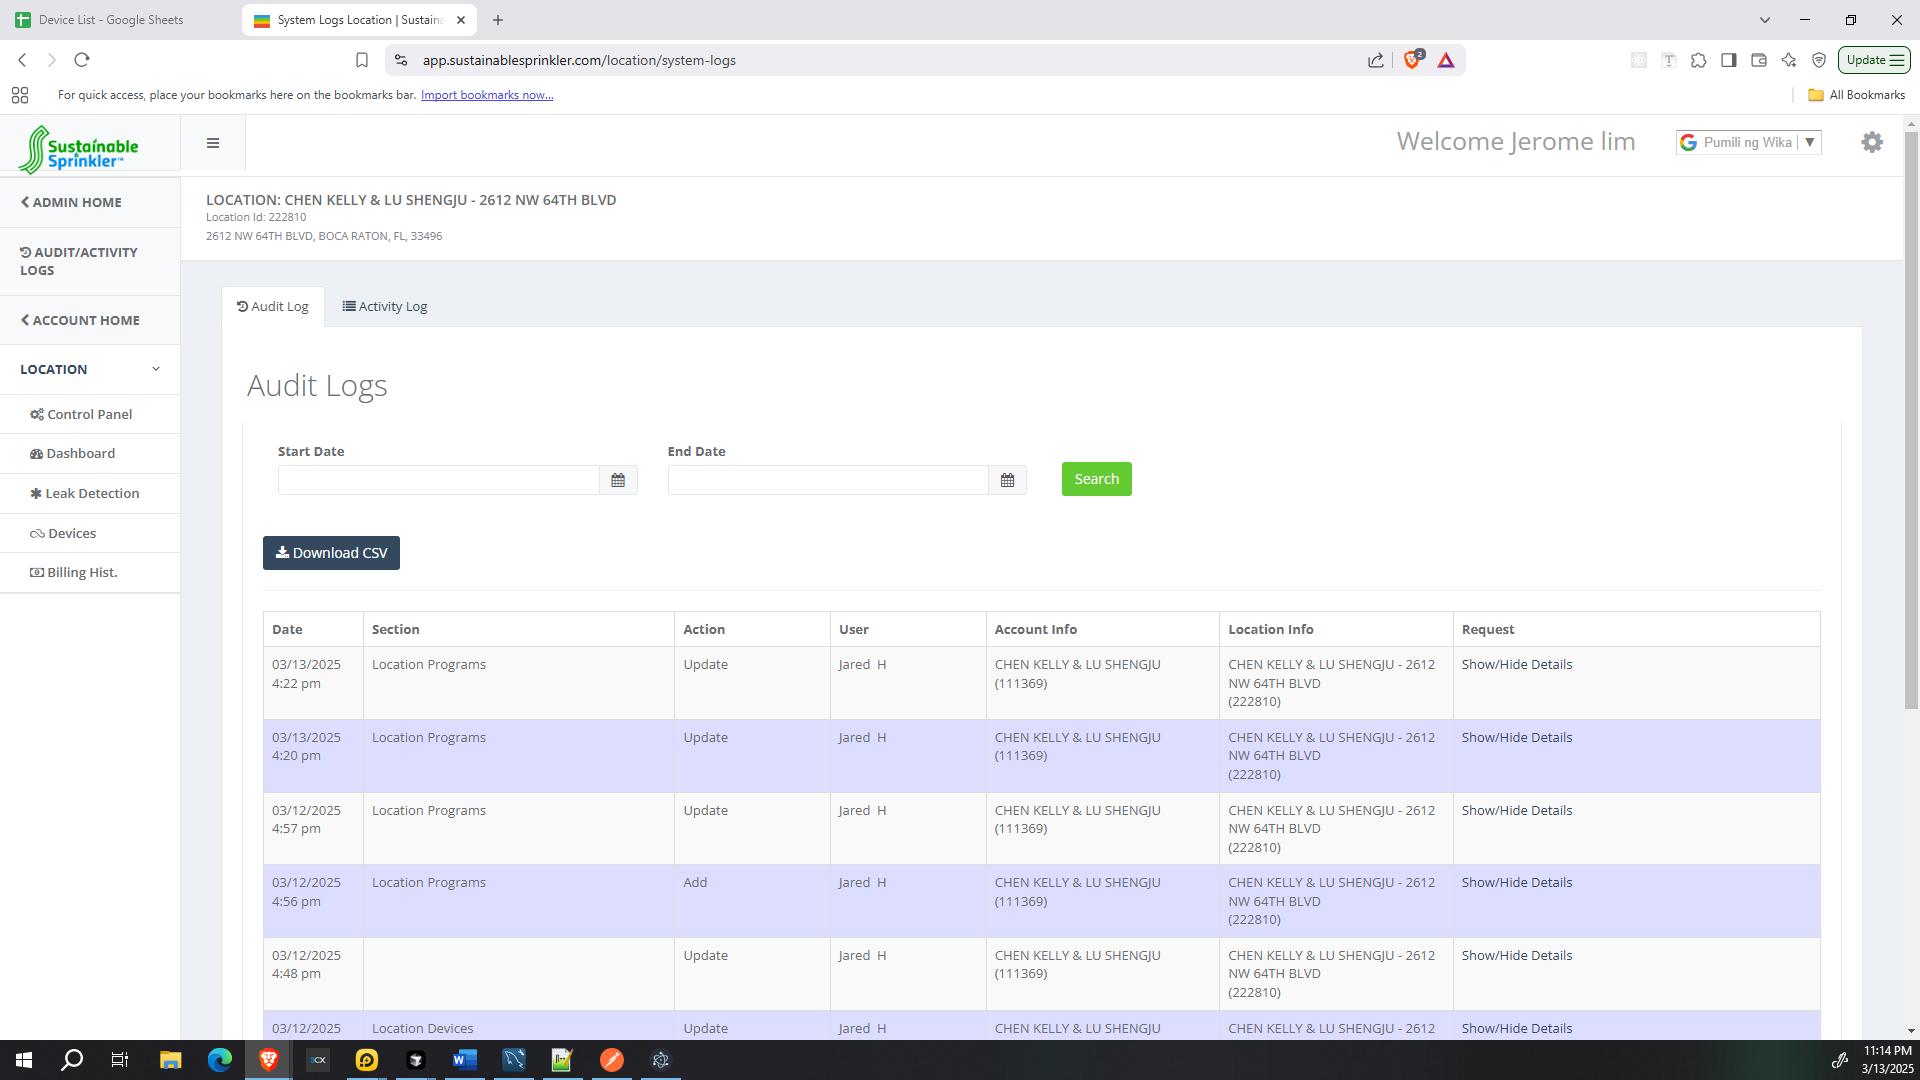 Device List - Google Sheets
System Logs Location | Sustain
app.sustainablesprinkler.com/location/system-logs
2
Update
For quick access, place your bookmarks here on the bookmarks bar. Import bookmarks now...
All Bookmarks
Sustainable
Sprinkler™
Welcome Jerome lim
Pumili ng Wika
ADMIN HOME
AUDIT/ACTIVITY
LOGS
ACCOUNT HOME
LOCATION
Control Panel
Dashboard
Leak Detection
Devices
Billing Hist.
LOCATION: CHEN KELLY & LU SHENGJU - 2612 NW 64TH BLVD
Location Id: 222810
2612 NW 64TH BLVD, BOCA RATON, FL, 33496
Audit Log
Activity Log
Audit Logs
Start Date
End Date
Search
Download CSV
Date Section Action User Account Info Location Info Request
03/13/2025 Location Programs Update Jared H CHEN KELLY & LU SHENGJU CHEN KELLY & LU SHENGJU - 2612 Show/Hide Details
4:22 pm (111369) NW 64TH BLVD
(222810)
03/13/2025 Location Programs Update Jared H CHEN KELLY & LU SHENGJU CHEN KELLY & LU SHENGJU - 2612 Show/Hide Details
4:20 pm (111369) NW 64TH BLVD
(222810)
03/12/2025 Location Programs Update Jared H CHEN KELLY & LU SHENGJU CHEN KELLY & LU SHENGJU - 2612 Show/Hide Details
4:57 pm (111369) NW 64TH BLVD
(222810)
03/12/2025 Location Programs Add Jared H CHEN KELLY & LU SHENGJU CHEN KELLY & LU SHENGJU - 2612 Show/Hide Details
4:56 pm (111369) NW 64TH BLVD
(222810)
03/12/2025 Update Jared H CHEN KELLY & LU SHENGJU CHEN KELLY & LU SHENGJU - 2612 Show/Hide Details
4:48 pm (111369) NW 64TH BLVD
(222810)
03/12/2025 Location Devices Update Jared H CHEN KELLY & LU SHENGJU CHEN KELLY & LU SHENGJU - 2612 Show/Hide Details
3CX
W
11:14 PM
3/13/2025